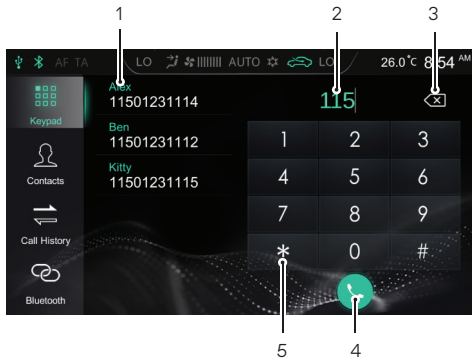 1 2 3
AF TA LO AUTO LO 26.0°C 8:54 AM
Keypad
Contacts
Call History
Bluetooth
Alex
11501231114
Ben
11501231112
Kitty
11501231115
115
1 2 3
4 5 6
7 8 9
* 0 #
5 4